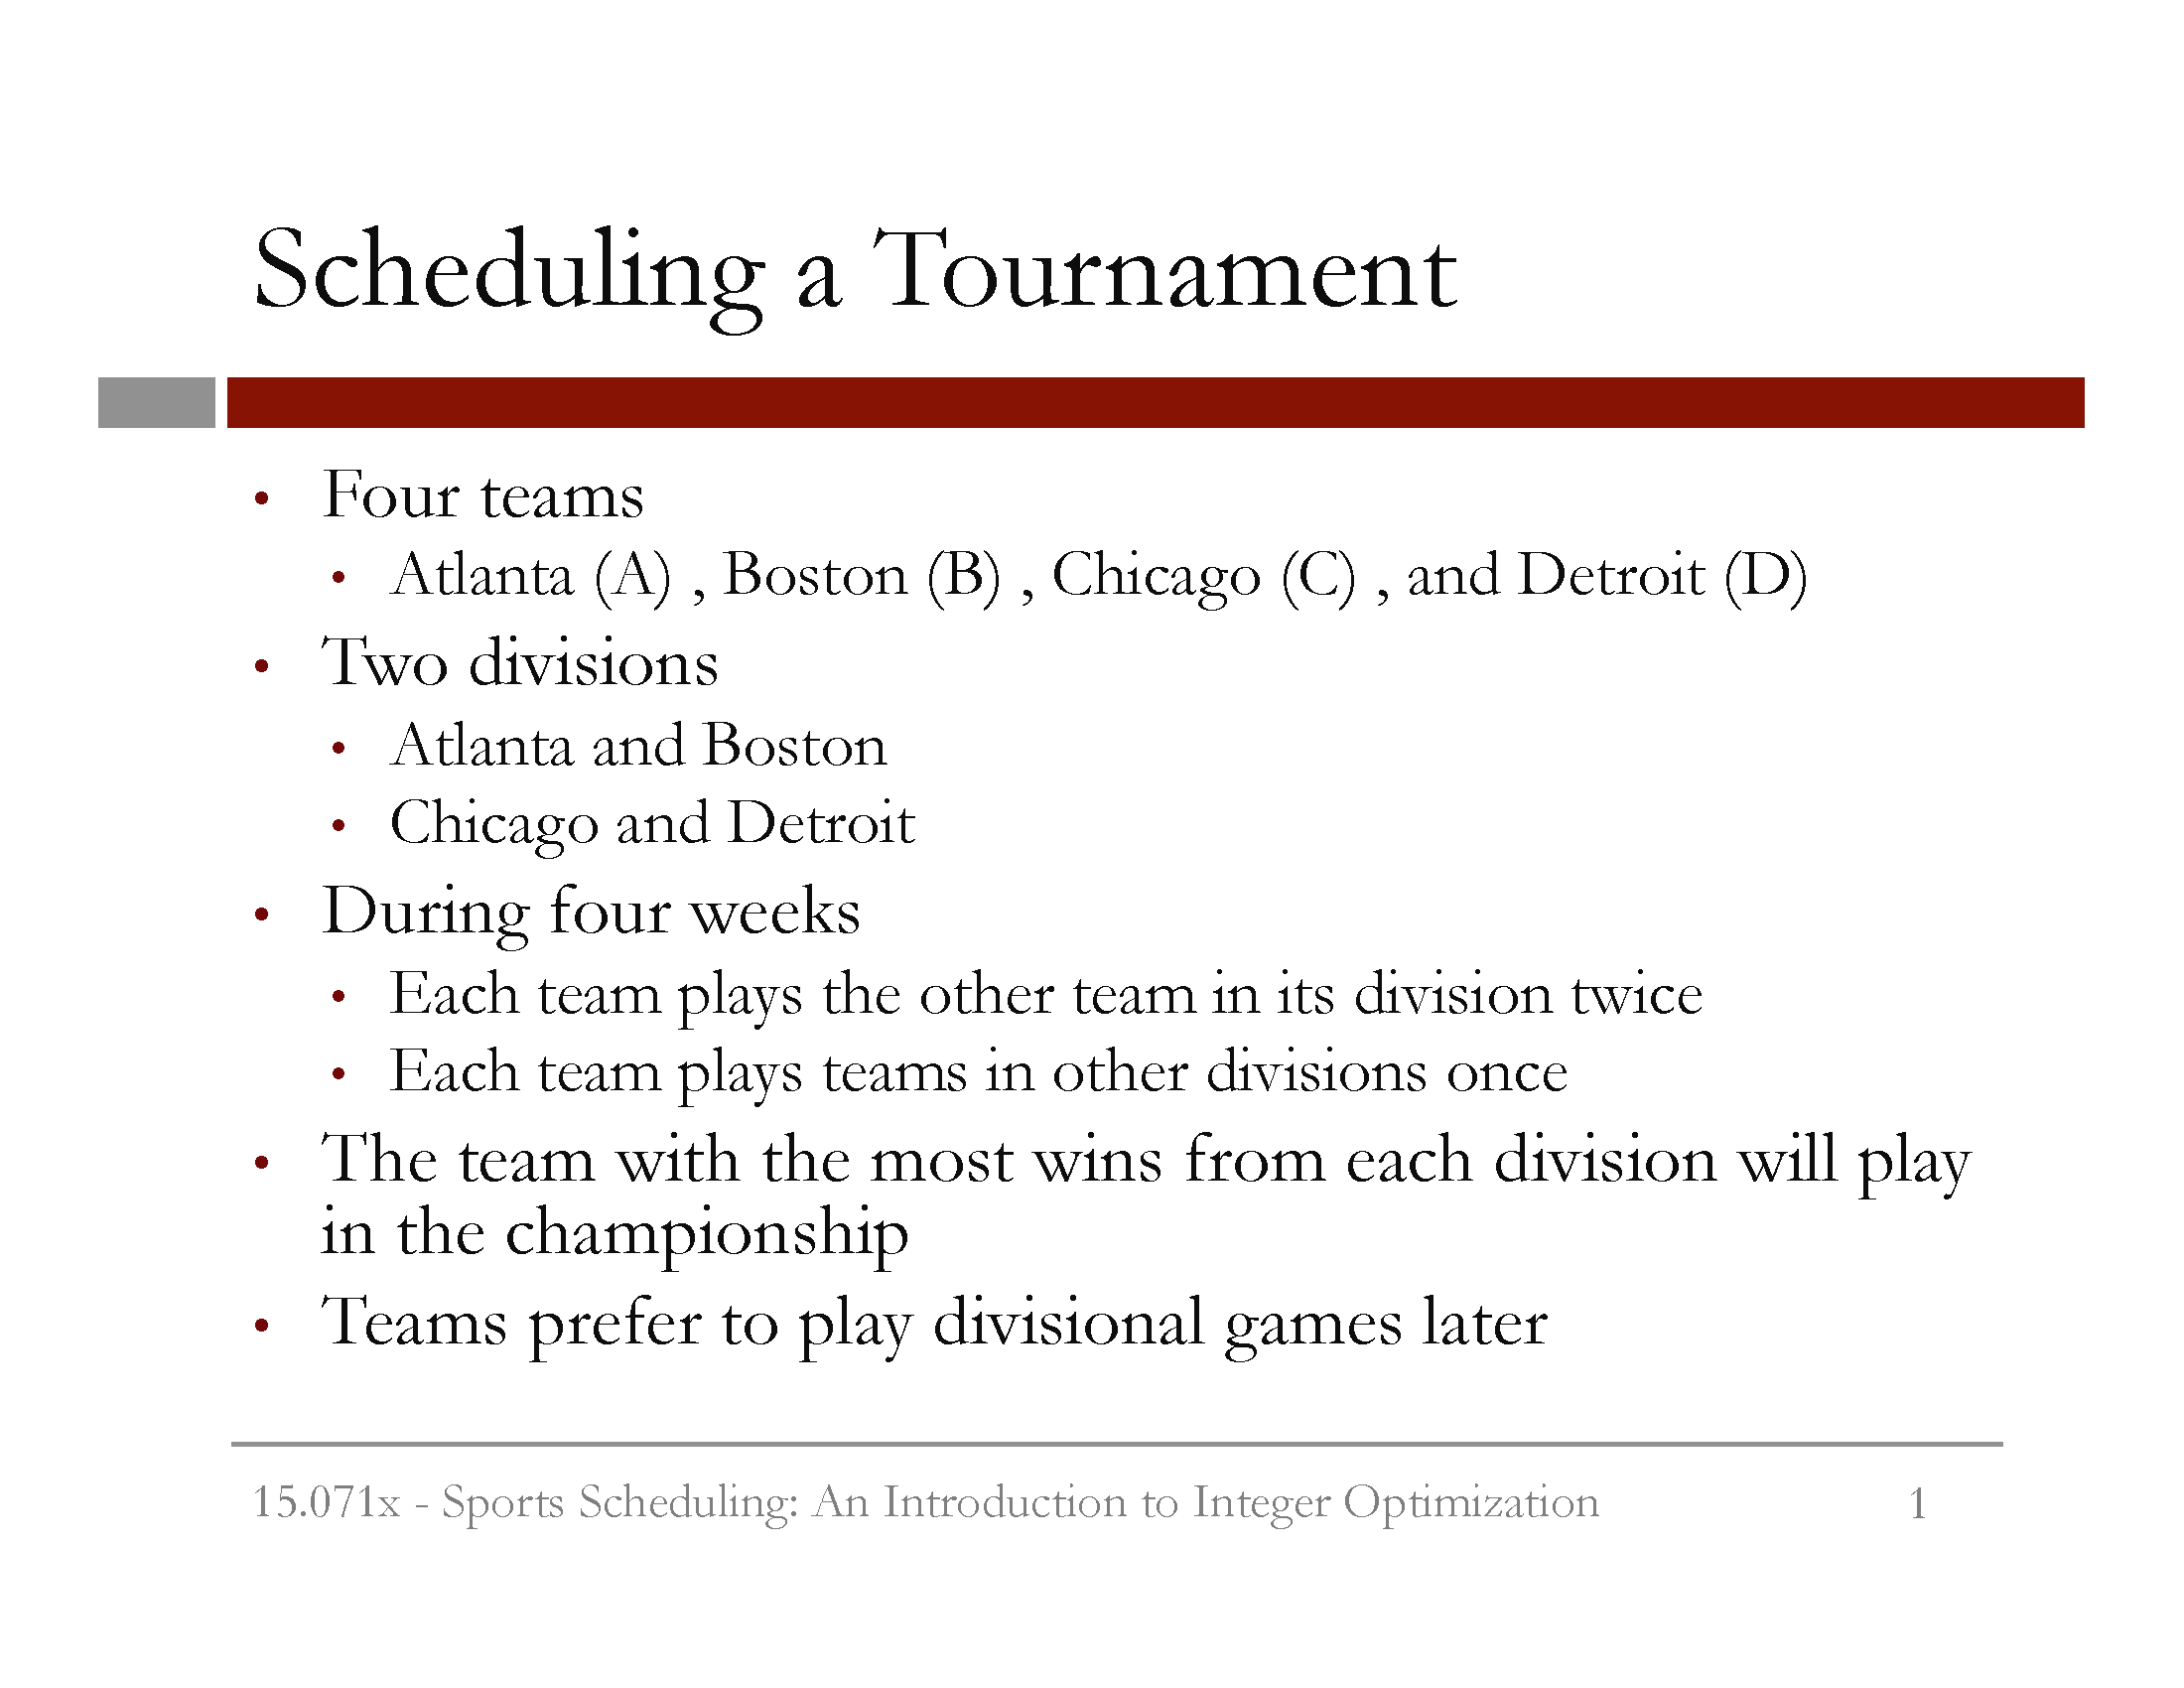 Scheduling a Tournament
• Four teams
• Atlanta (A) , Boston (B) , Chicago (C) , and Detroit (D)
• Two divisions
• Atlanta and Boston
• Chicago and Detroit
• During four weeks
• Each team plays the other team in its division twice
• Each team plays teams in other divisions once
• The team with the most wins from each division will play
in the championship
• Teams prefer to play divisional games later
15.071x - Sports Scheduling: An Introduction to Integer Optimization 1